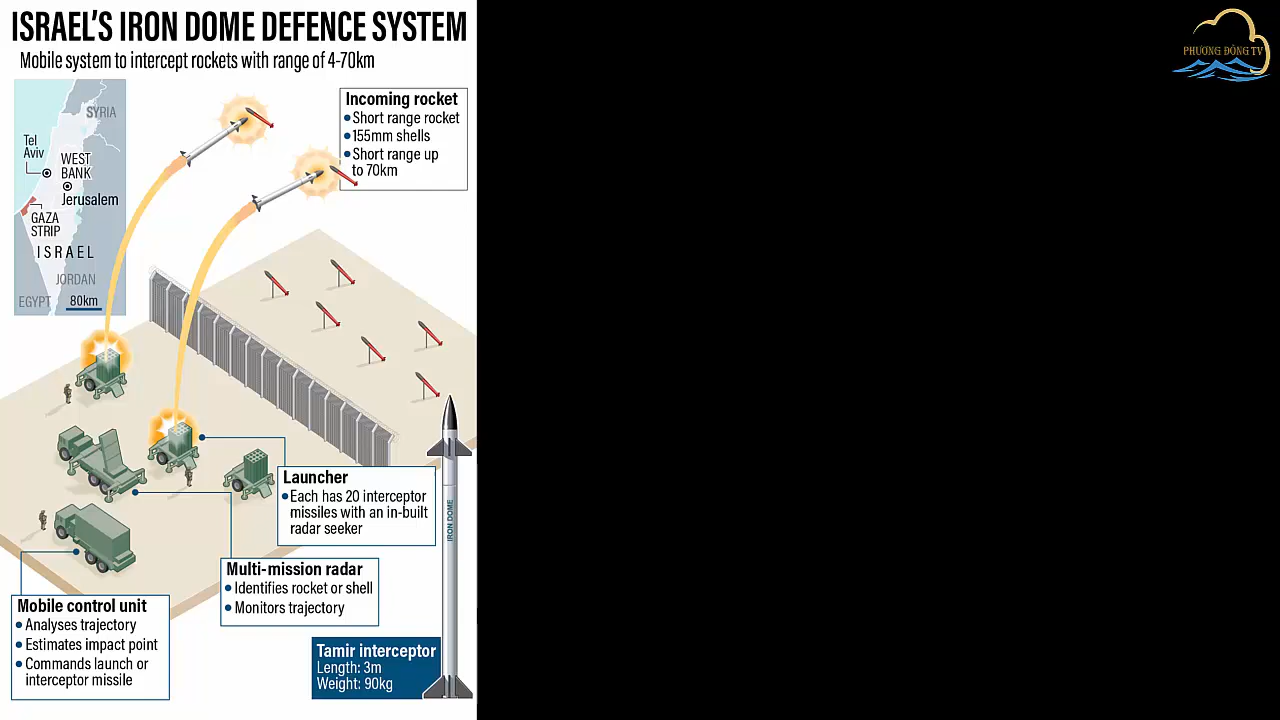 ISRAEL'S IRON DOME DEFENCE SYSTEM
Mobile system to intercept rockets with range of 4-70km
PHƯƠNG ĐÔNG TV
SYRIA
Tel
Aviv
WEST
BANK
Jerusalem
GAZA
STRIP
ISRAEL
JORDAN
EGYPT
80km
Incoming rocket
• Short range rocket
• 155mm shells
• Short range up
to 70km
Launcher
• Each has 20 interceptor
missiles with an in-built
radar seeker
IRON DOME
Multi-mission radar
• Identifies rocket or shell
• Monitors trajectory
Mobile control unit
• Analyses trajectory
• Estimates impact point
• Commands launch or
interceptor missile
Tamir interceptor
Length: 3m
Weight: 90kg